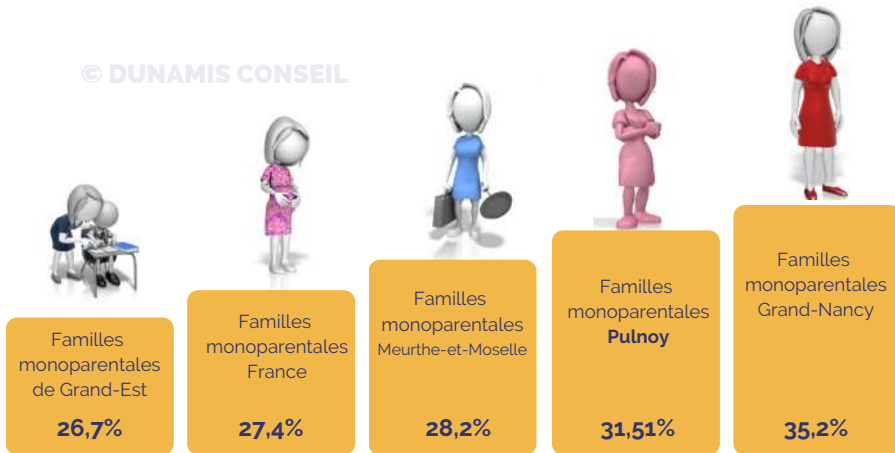 © DUNAMIS CONSEIL
Familles
monoparentales
de Grand-Est
26,7%
Familles
monoparentales
France
27,4%
Familles
monoparentales
Meurthe-et-Moselle
28,2%
Familles
monoparentales
Pulnoy
31,51%
Familles
monoparentales
Grand-Nancy
35,2%